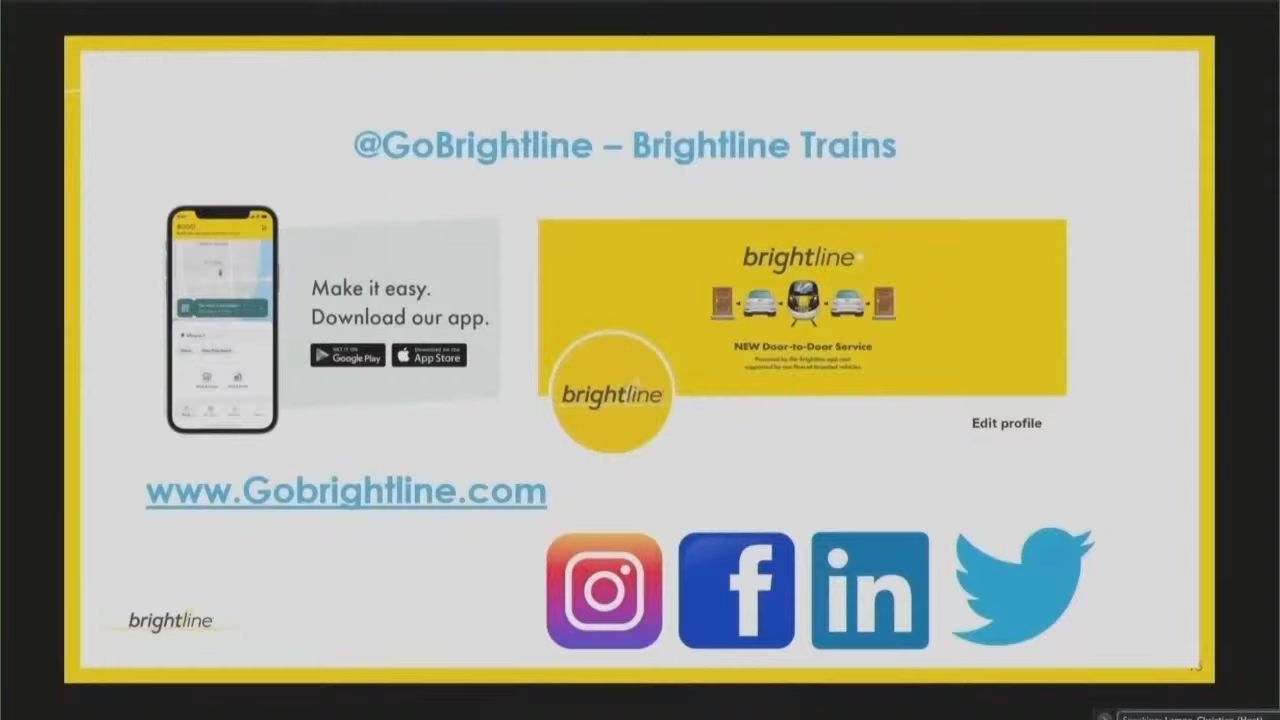 @GoBrightline – Brightline Trains
Make it easy.
Download our app.
GET IT ON
Google Play
Download on the
App Store
brightline
NEW Door-to-Door Service
Powered by the Brightline app and
supported by our fleet of branded vehicles.
brightline
Edit profile
www.Gobrightline.com
f
in
brightline